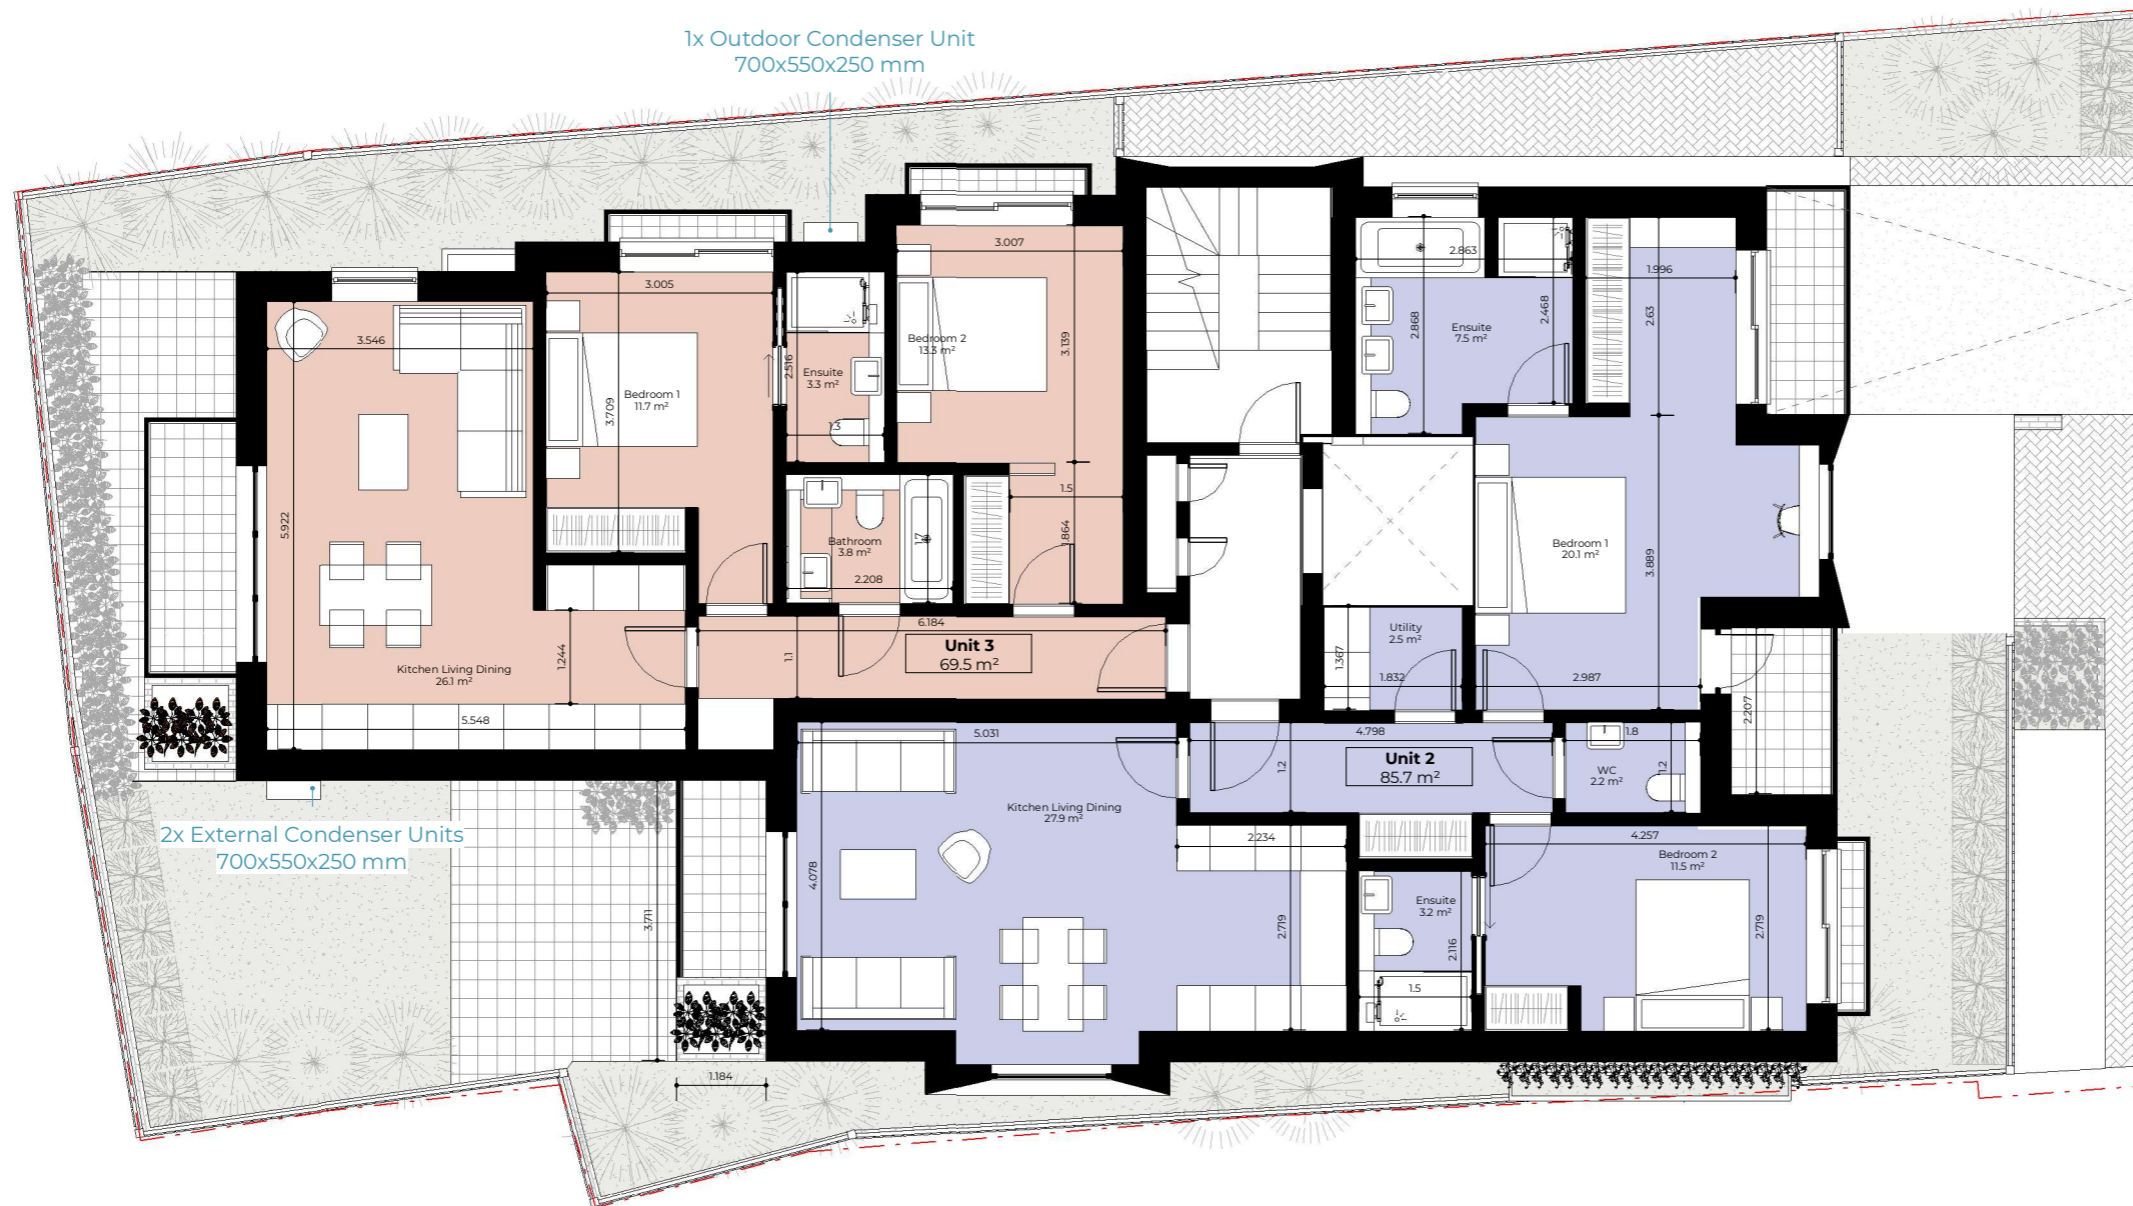 1x Outdoor Condenser Unit
700x550x250 mm
3.007
2.863
1.996
3.005
2.468
2.63
2.868
Ensuite
7.5 m²
3.546
Bedroom 2
13.3 m²
3.139
2.516
Ensuite
3.3 m²
Bedroom 1
11.7 m²
3.709
1.3
1.5
5.922
1.864
Bathroom
3.8 m²
1.7
2.208
Bedroom 1
20.1 m²
3.889
6.184
Unit 3
69.5 m²
1.1
1.244
Utility
2.5 m²
1.367
1.832
2.987
Kitchen Living Dining
26.1 m²
2.207
5.548
5.031
4.798
1.8
Unit 2
85.7 m²
1.2
WC
2.2 m²
1.2
Kitchen Living Dining
27.9 m²
2x External Condenser Units
700x550x250 mm
2.234
4.257
Bedroom 2
11.5 m²
4.078
3.711
2.719
Ensuite
3.2 m²
2.116
2.719
1.5
1.184